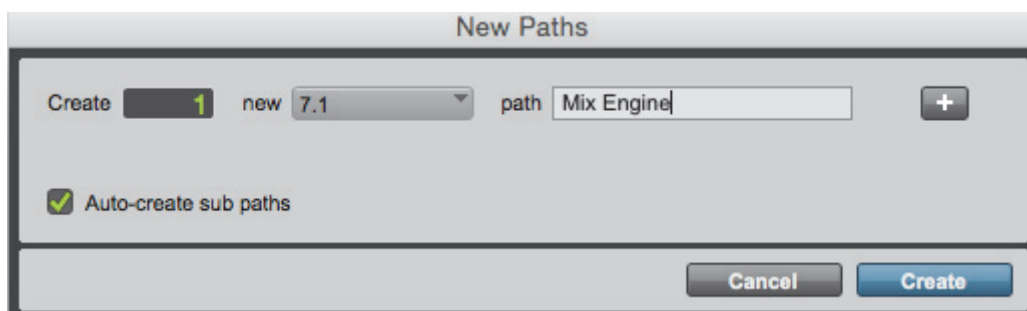 New Paths
Create 1 new 7.1 path Mix Engine +
Auto-create sub paths
Cancel Create